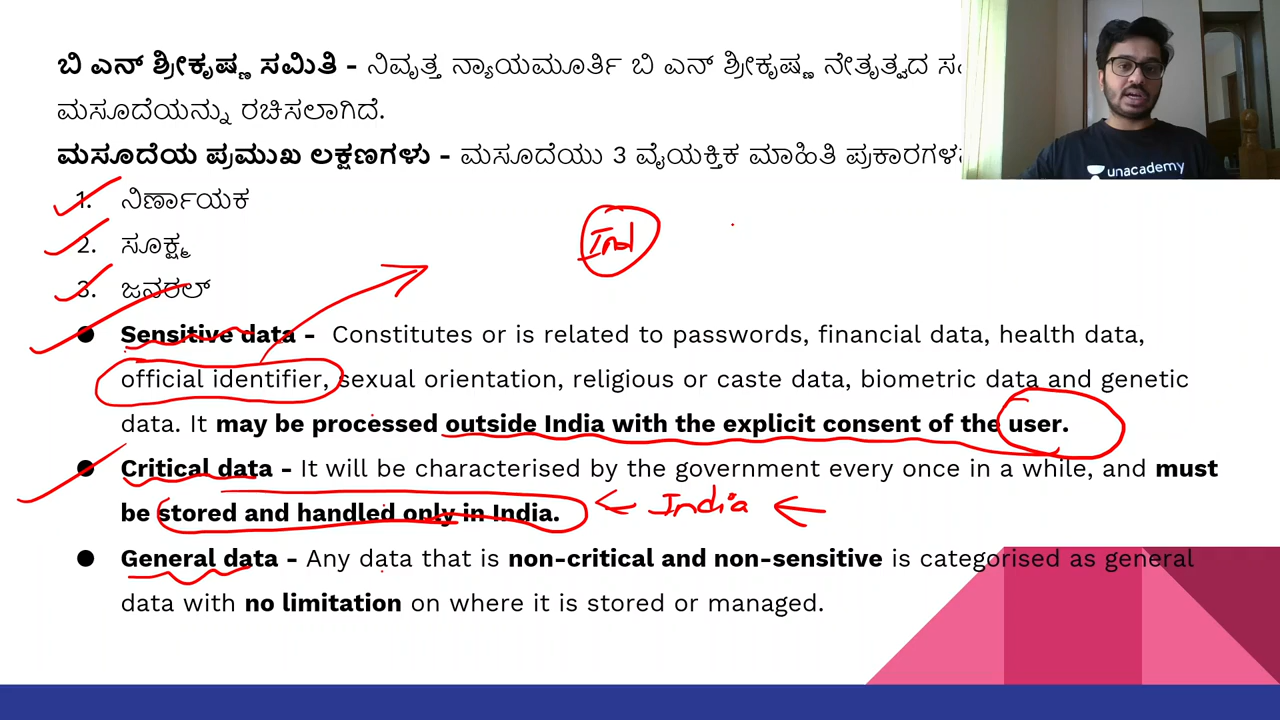 ಬಿ ಎನ್ ಶ್ರೀಕೃಷ್ಣ ಸಮಿತಿ - ನಿವೃತ್ತ ನ್ಯಾಯಮೂರ್ತಿ ಬಿ ಎನ್ ಶ್ರೀಕೃಷ್ಣ ನೇತೃತ್ವದ
ಮಸೂದೆಯನ್ನು ರಚಿಸಲಾಗಿದೆ.
ಮಸೂದೆಯ ಪ್ರಮುಖ ಲಕ್ಷಣಗಳು - ಮಸೂದೆಯು 3 ವೈಯಕ್ತಿಕ ಮಾಹಿತಿ
unacademy
1. ನಿರ್ಣಾಯಕ
2. ಸೂಕ್ಷ್ಮ
Ind
3. ಜನರಲ್
● Sensitive data - Constitutes or is related to passwords, financial data, health data,
official identifier, sexual orientation, religious or caste data, biometric data and genetic
data. It may be processed outside India with the explicit consent of the user.
● Critical data - It will be characterised by the government every once in a while, and must
be stored and handled only in India. ← India ←
● General data - Any data that is non-critical and non-sensitive is categorised as general
data with no limitation on where it is stored or managed.